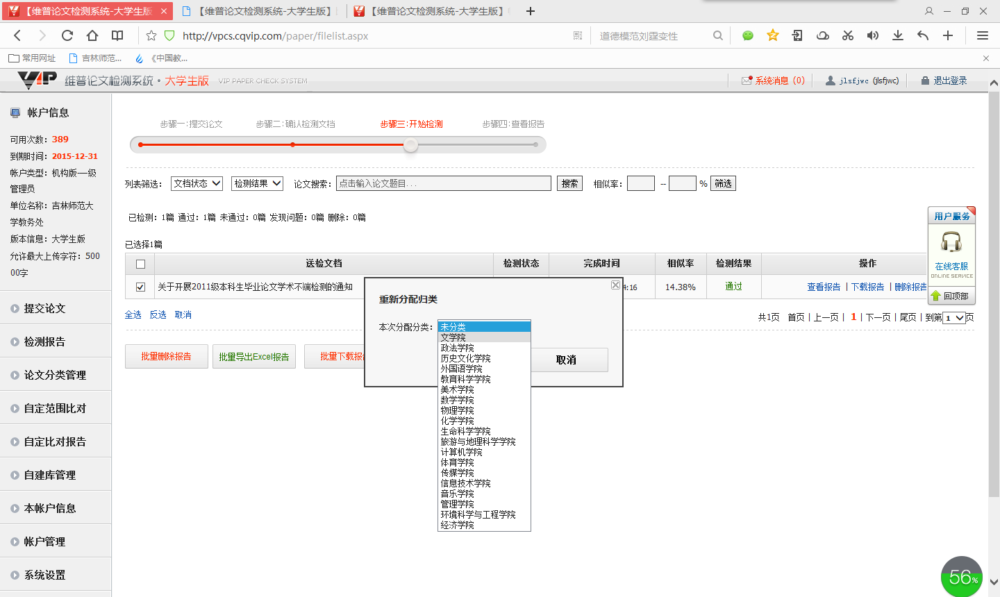 【维普论文检测系统-大学生版
【维普论文检测系统-大学生版】
【维普论文检测系统-大学生版】
http://vpcs.cqvip.com/paper/filelist.aspx
道德模范刘霆变性
常用网址
吉林师范...
《中国教...
VIP 维普论文检测系统·大学生版 VIP PAPER CHECK SYSTEM
系统消息 (0)
jlsfjwc (jlsfjwc)
退出登录
帐户信息
可用次数：389
到期时间：2015-12-31
帐户类型：机构版—级
管理员
单位名称：吉林师范大
学教务处
版本信息：大学生版
允许最大上传字符：500
00字
提交论文
检测报告
论文分类管理
自定范围比对
自定比对报告
自建库管理
本帐户信息
帐户管理
系统设置
步骤一:提交论文
步骤二:确认检测文档
步骤三:开始检测
步骤四:查看报告
列表筛选： 文档状态 检测结果 论文搜索：点击输入论文题目... 搜索 相似率： -- % 筛选
已检测：1篇 通过：1篇 未通过：0篇 发现问题：0篇 删除：0篇
已选择1篇
送检文档 检测状态 完成时间 相似率 检测结果 操作
关于开展2011级本科生毕业论文学术不端检测的通知 4:16 14.38% 通过 查看报告 | 下载报告 | 删除报告
全选 反选 取消
共1页 首页 | 上一页 | 1 | 下一页 | 尾页 | 到第 1 页
批量删除报告
批量导出Excel报告
批量下载报
重新分配归类
本次分配分类：
未分类
文学院
政法学院
历史文化学院
外国语学院
教育科学学院
美术学院
数学学院
物理学院
化学学院
生命科学学院
旅游与地理科学学院
计算机学院
体育学院
传媒学院
信息技术学院
音乐学院
管理学院
环境科学与工程学院
经济学院
取消
用户服务
在线客服
ONLINE SERVICE
回顶部
56%